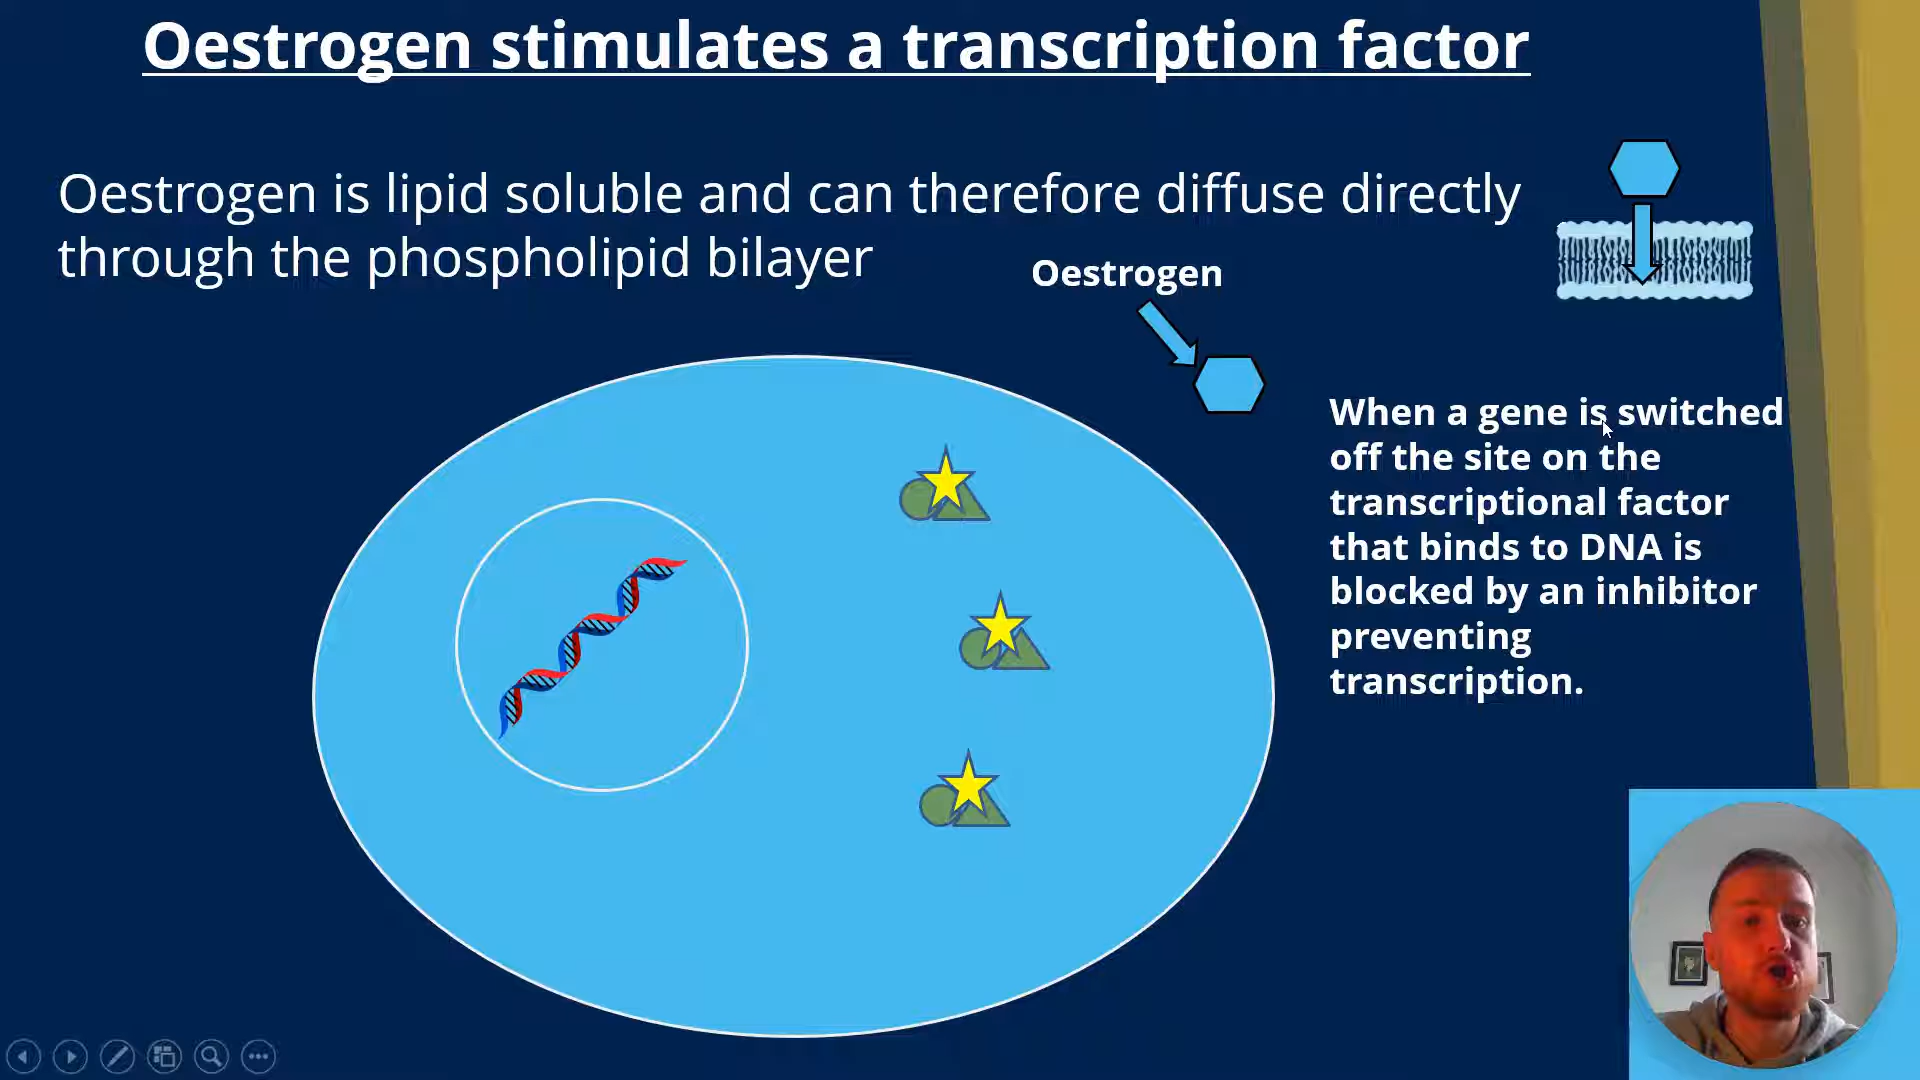 Oestrogen stimulates a transcription factor
Oestrogen is lipid soluble and can therefore diffuse directly
through the phospholipid bilayer
Oestrogen
When a gene is switched
off the site on the
transcriptional factor
that binds to DNA is
blocked by an inhibitor
preventing
transcription.